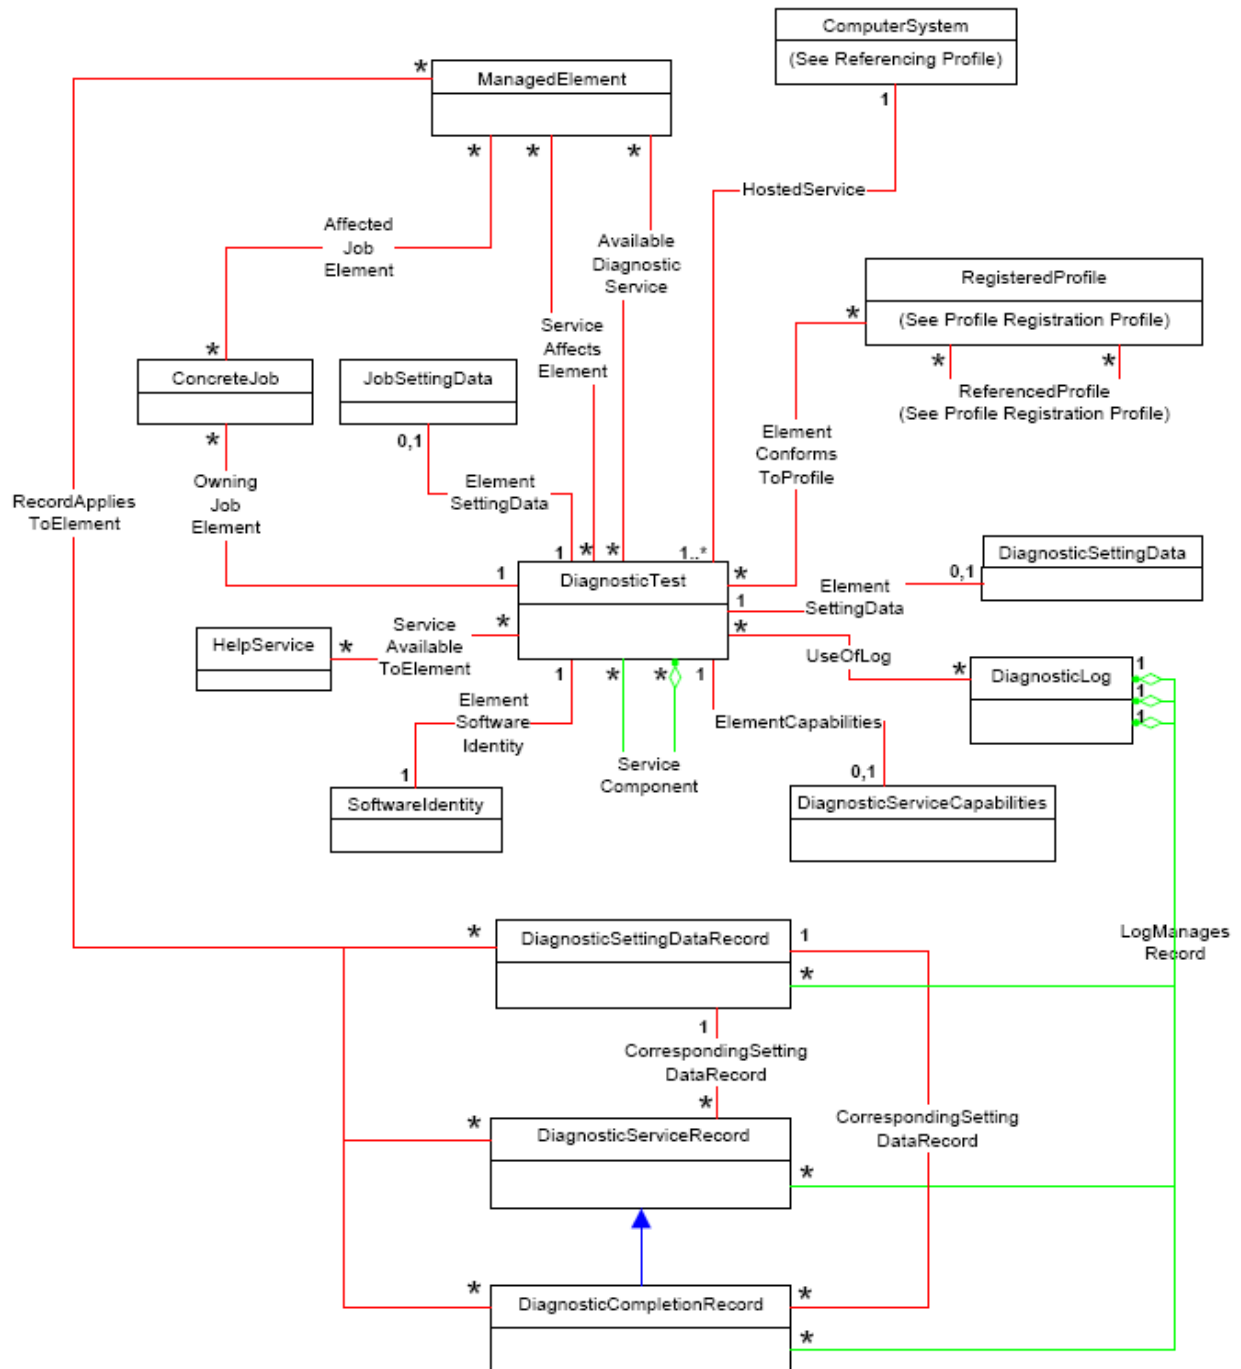 ComputerSystem
(See Referencing Profile)
1
*
ManagedElement
*
*
*
HostedService
Affected
Job
Element
Available
Diagnostic
Service
RegisteredProfile
(See Profile Registration Profile)
*
*
*
ReferencedProfile
(See Profile Registration Profile)
Service
Affects
Element
*
ConcreteJob
*
JobSettingData
0,1
Element
Conforms
ToProfile
RecordApplies
ToElement
Owning
Job
Element
Element
SettingData
1
*
*
1..*
1
DiagnosticTest
*
1
*
*
Element
SettingData
0,1
DiagnosticSettingData
HelpService
*
Service
Available
ToElement
UseOfLog
*
DiagnosticLog
1
1
1
1
*
*
1
Element
Software
Identity
ElementCapabilities
Service
Component
1
0,1
SoftwareIdentity
DiagnosticServiceCapabilities
*
DiagnosticSettingDataRecord
1
*
LogManages
Record
1
CorrespondingSetting
DataRecord
*
*
DiagnosticServiceRecord
*
CorrespondingSetting
DataRecord
*
DiagnosticCompletionRecord
*
*